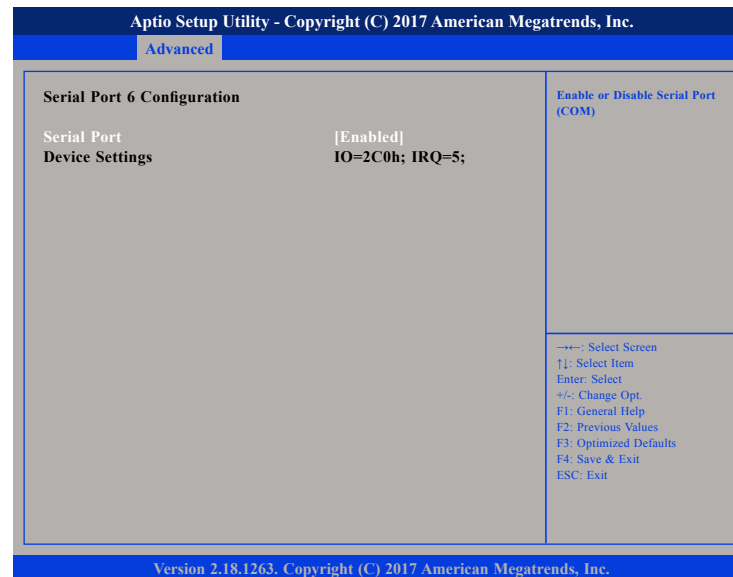 Aptio Setup Utility - Copyright (C) 2017 American Megatrends, Inc.
Advanced
Serial Port 6 Configuration
Serial Port [Enabled]
Device Settings IO=2C0h; IRQ=5;
Enable or Disable Serial Port
(COM)
→←: Select Screen
↑↓: Select Item
Enter: Select
+/-: Change Opt.
F1: General Help
F2: Previous Values
F3: Optimized Defaults
F4: Save & Exit
ESC: Exit
Version 2.18.1263. Copyright (C) 2017 American Megatrends, Inc.